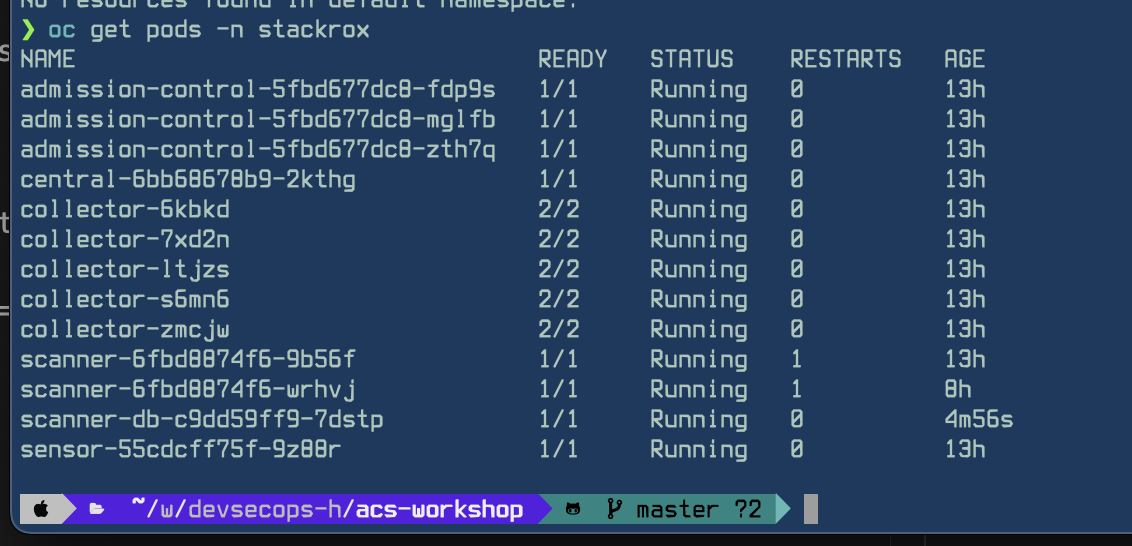 No resources found in default namespace.
❯ oc get pods -n stackrox
NAME READY STATUS RESTARTS AGE
admission-control-5fbd677dc8-fdp9s 1/1 Running 0 13h
admission-control-5fbd677dc8-mglfb 1/1 Running 0 13h
admission-control-5fbd677dc8-zth7q 1/1 Running 0 13h
central-6bb68678b9-2kthg 1/1 Running 0 13h
collector-6kbkd 2/2 Running 0 13h
collector-7xd2n 2/2 Running 0 13h
collector-ltjzs 2/2 Running 0 13h
collector-s6mn6 2/2 Running 0 13h
collector-zmcjw 2/2 Running 0 13h
scanner-6fbd8874f6-9b56f 1/1 Running 1 13h
scanner-6fbd8874f6-wrhvj 1/1 Running 1 8h
scanner-db-c9dd59ff9-7dstp 1/1 Running 0 4m56s
sensor-55cdcff75f-9z88r 1/1 Running 0 13h
~/w/devsecops-h/acs-workshop master ?2